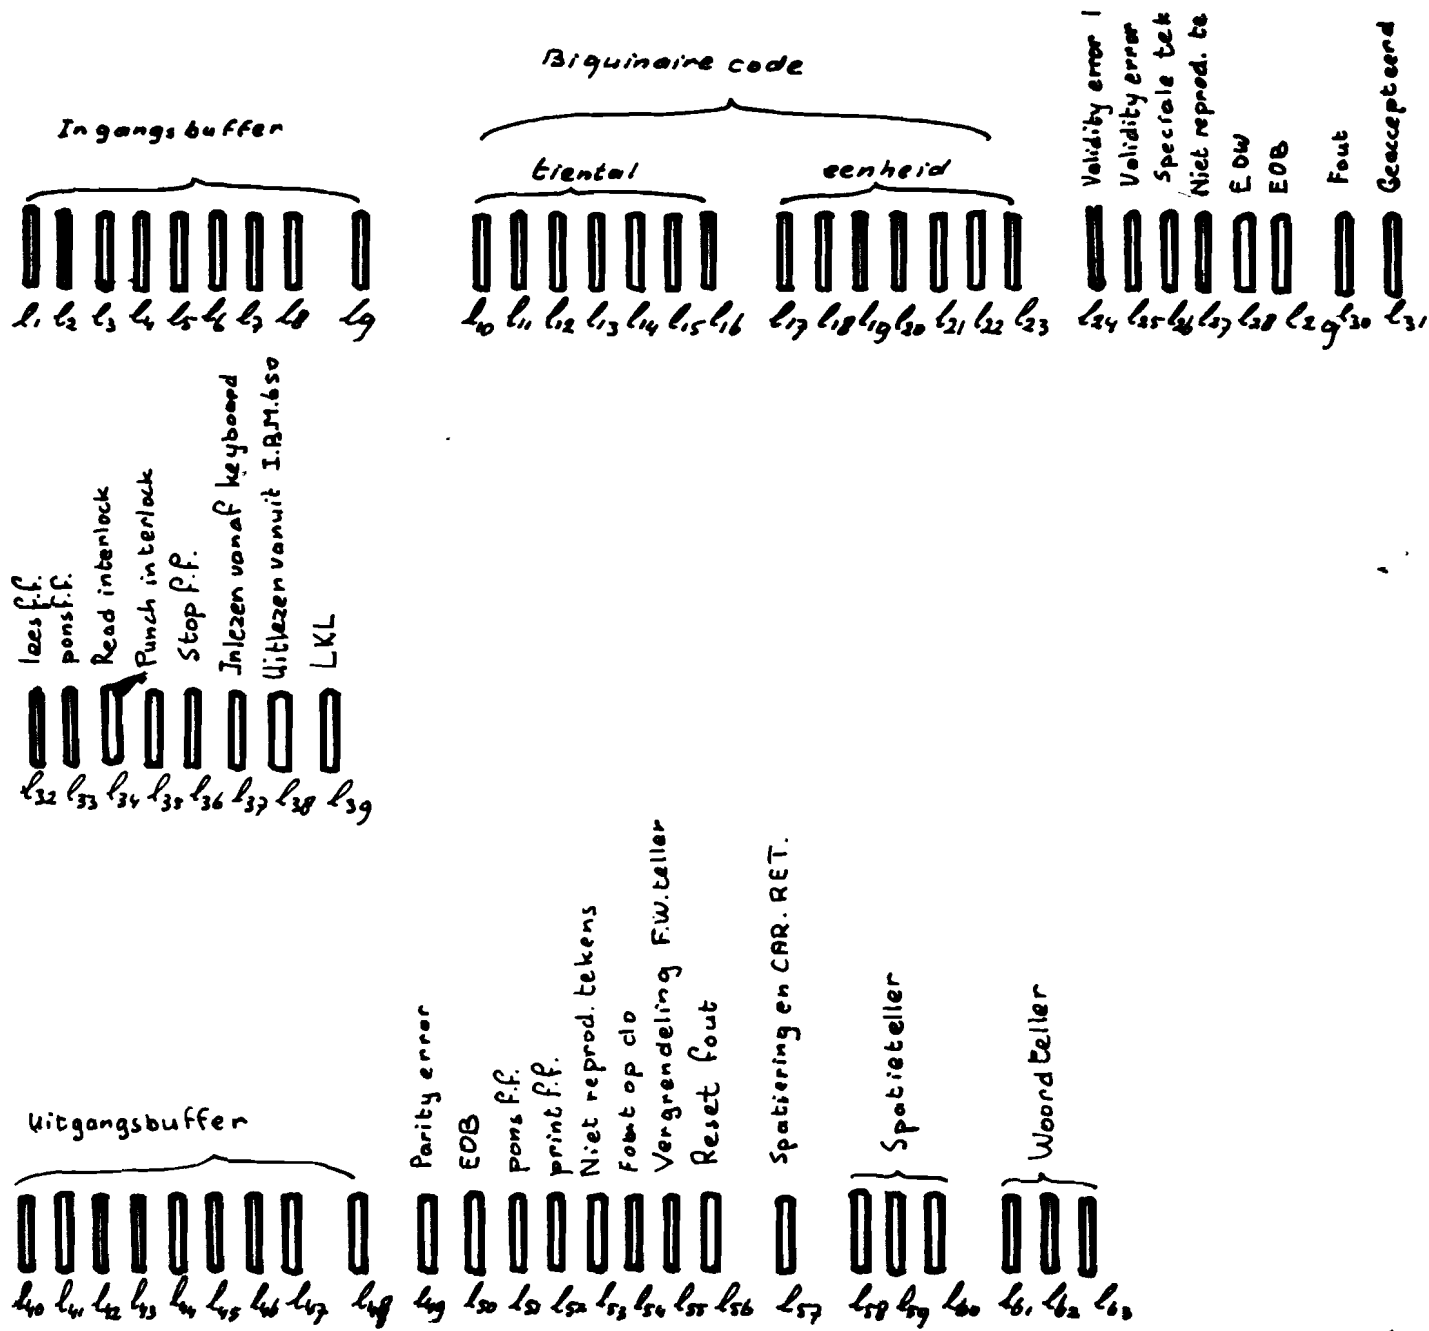 Biquinaire code
Ingangsbuffer
tiental
eenheid
Validity error 1
Validity error
Speciale tek
Niet reprod. te
EOW
EOB
Fout
Geaccepteerd
l1 l2 l3 l4 l5 l6 l7 l8 l9 l10 l11 l12 l13 l14 l15 l16 l17 l18 l19 l20 l21 l22 l23 l24 l25 l26 l27 l28 l29 l30 l31
lees f.f.
pons f.f.
Read interlock
Punch interlock
Stop f.f.
Inlezen vanaf keyboard
Uitlezen vanuit I.B.M. 650
LKL
l32 l33 l34 l35 l36 l37 l38 l39
Uitgangsbuffer
Parity error
EOB
pons f.f.
print f.f.
Niet reprod. tekens
Fout op clo
Vergrendeling F.W. teller
Reset fout
Spatiering en CAR. RET.
Spatieteller
Woordteller
l40 l41 l42 l43 l44 l45 l46 l47 l48 l49 l50 l51 l52 l53 l54 l55 l56 l57 l58 l59 l60 l61 l62 l63